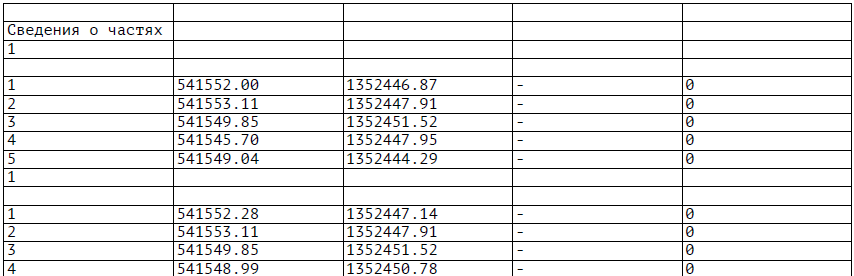 Сведения о частях
1
1 541552.00 1352446.87 - 0
2 541553.11 1352447.91 - 0
3 541549.85 1352451.52 - 0
4 541545.70 1352447.95 - 0
5 541549.04 1352444.29 - 0
1
1 541552.28 1352447.14 - 0
2 541553.11 1352447.91 - 0
3 541549.85 1352451.52 - 0
4 541548.99 1352450.78 - 0